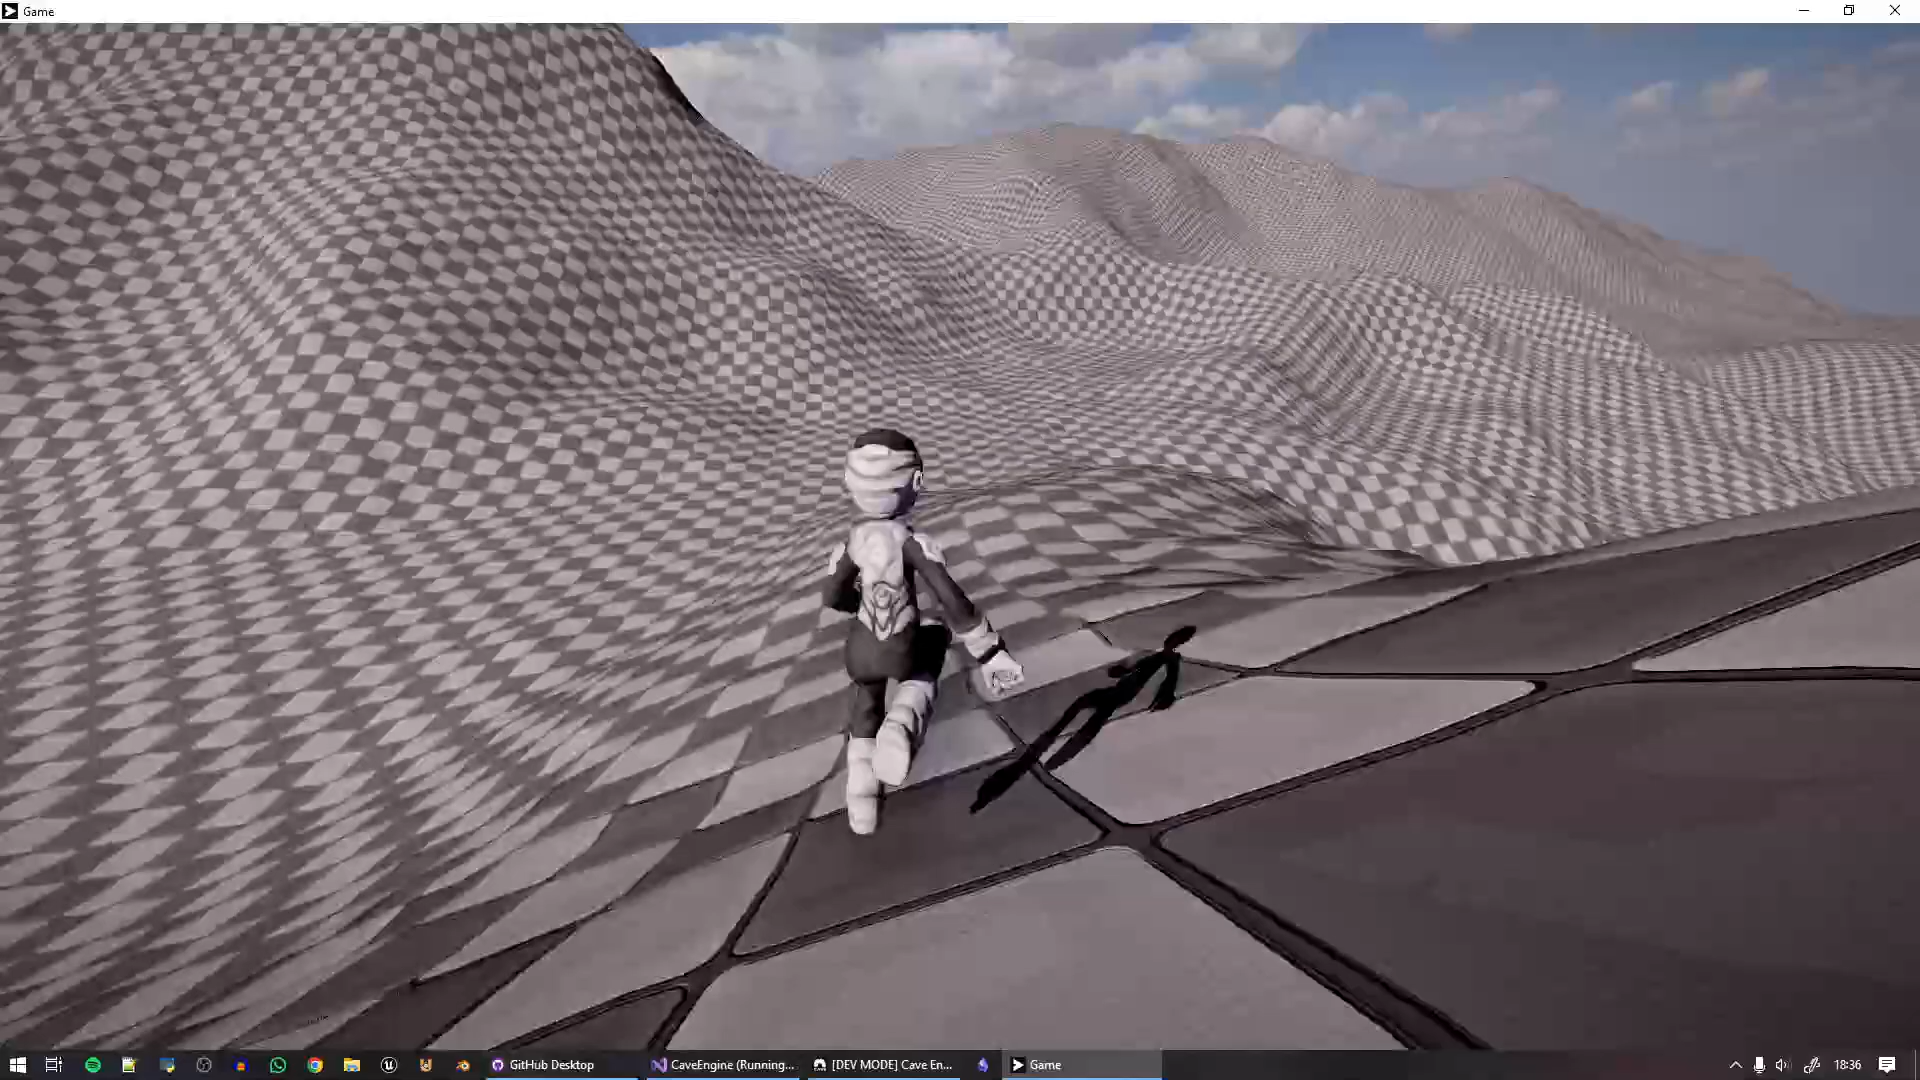 Game
GitHub Desktop
CaveEngine (Running...
[DEV MODE] Cave En...
Game
18:36